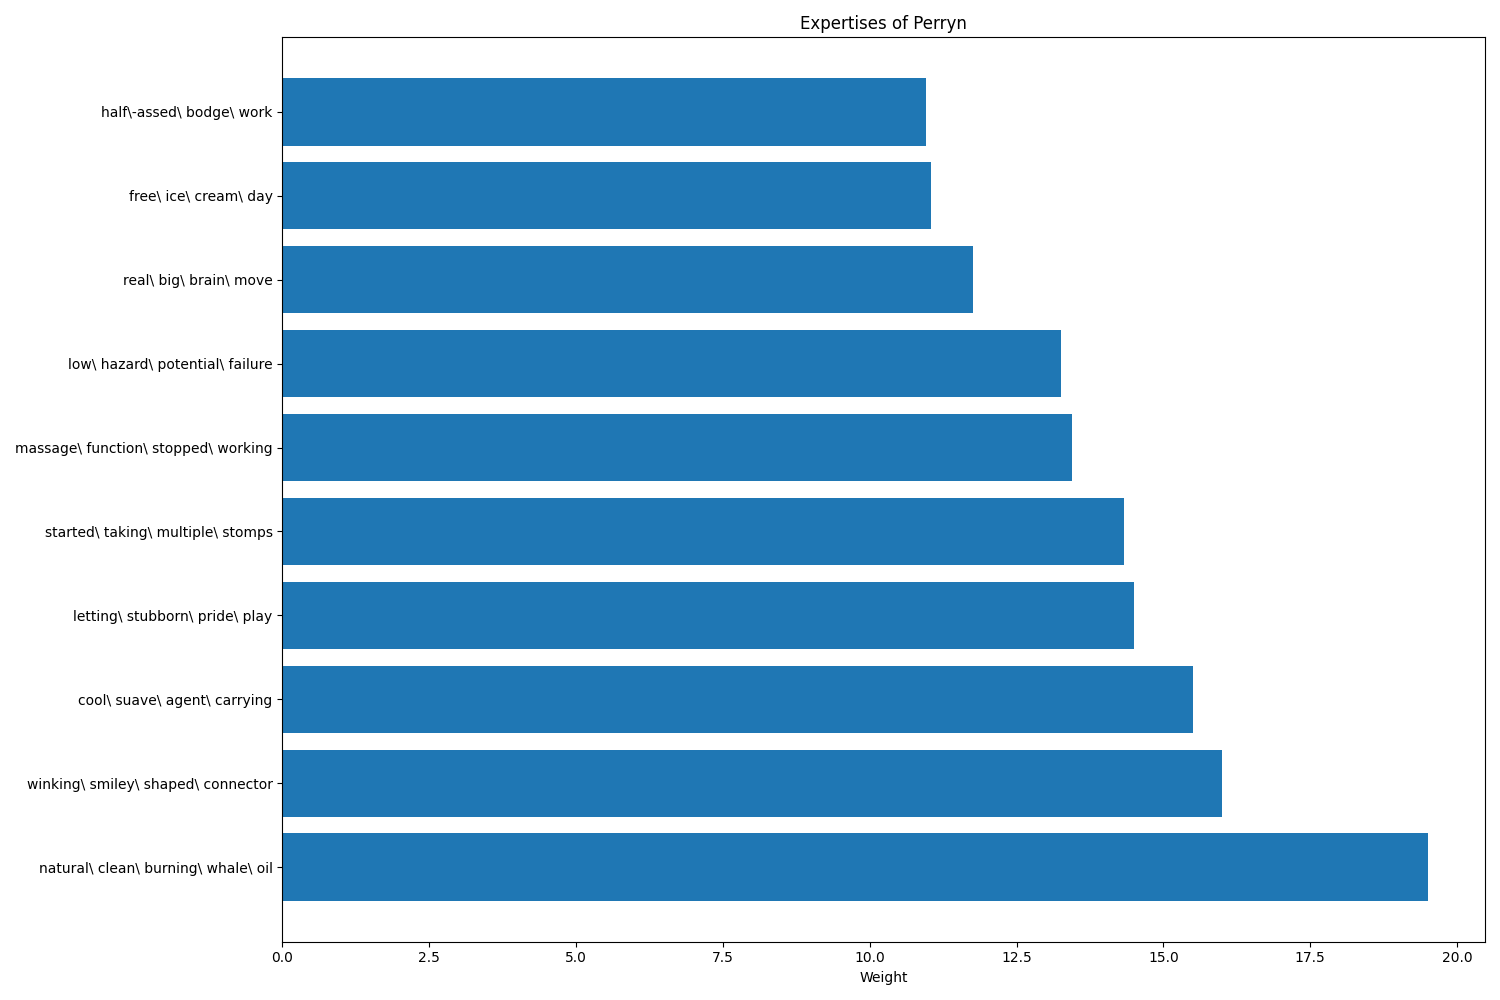 Expertises of Perryn
half\-assed\ bodge\ work
free\ ice\ cream\ day
real\ big\ brain\ move
low\ hazard\ potential\ failure
massage\ function\ stopped\ working
started\ taking\ multiple\ stomps
letting\ stubborn\ pride\ play
cool\ suave\ agent\ carrying
winking\ smiley\ shaped\ connector
natural\ clean\ burning\ whale\ oil
0.0 2.5 5.0 7.5 10.0 12.5 15.0 17.5 20.0
Weight